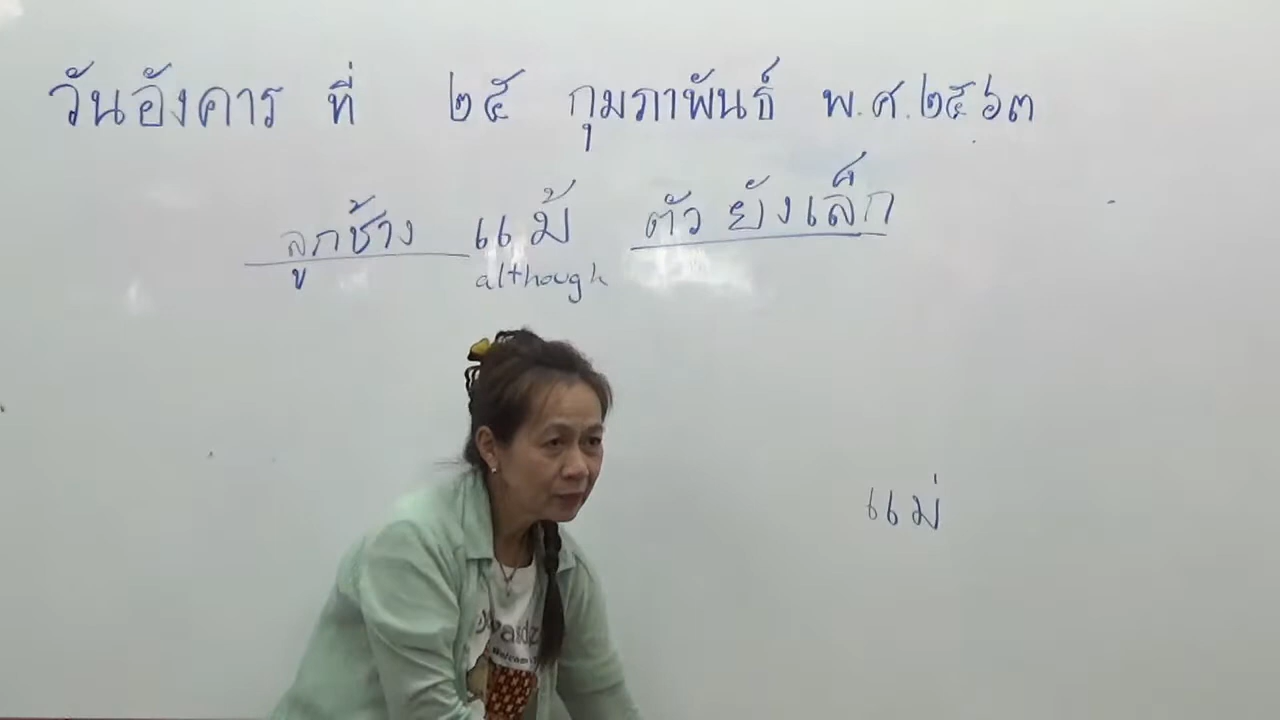 วันอังคาร ที่ ๒๕ กุมภาพันธ์ พ.ศ.๒๕๖๓
ลูกช้าง แม้ ตัว ยังเล็ก
although
แม่